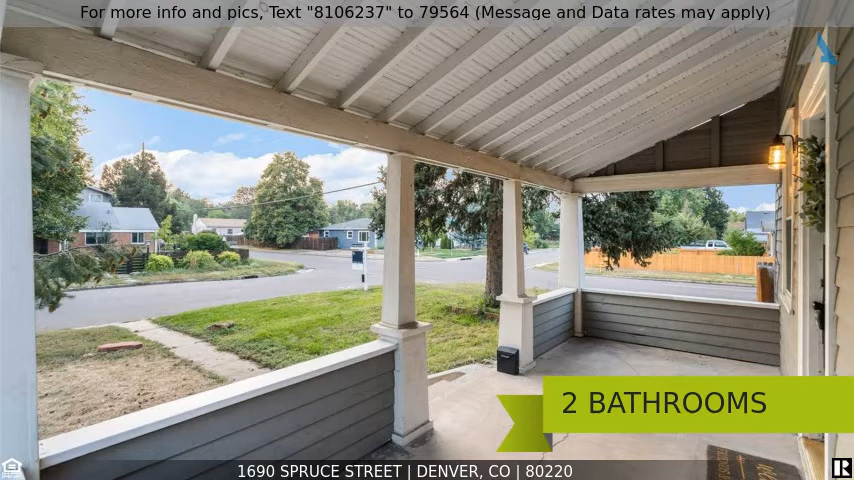 For more info and pics, Text "8106237" to 79564 (Message and Data rates may apply)
2 BATHROOMS
1690 SPRUCE STREET | DENVER, CO | 80220